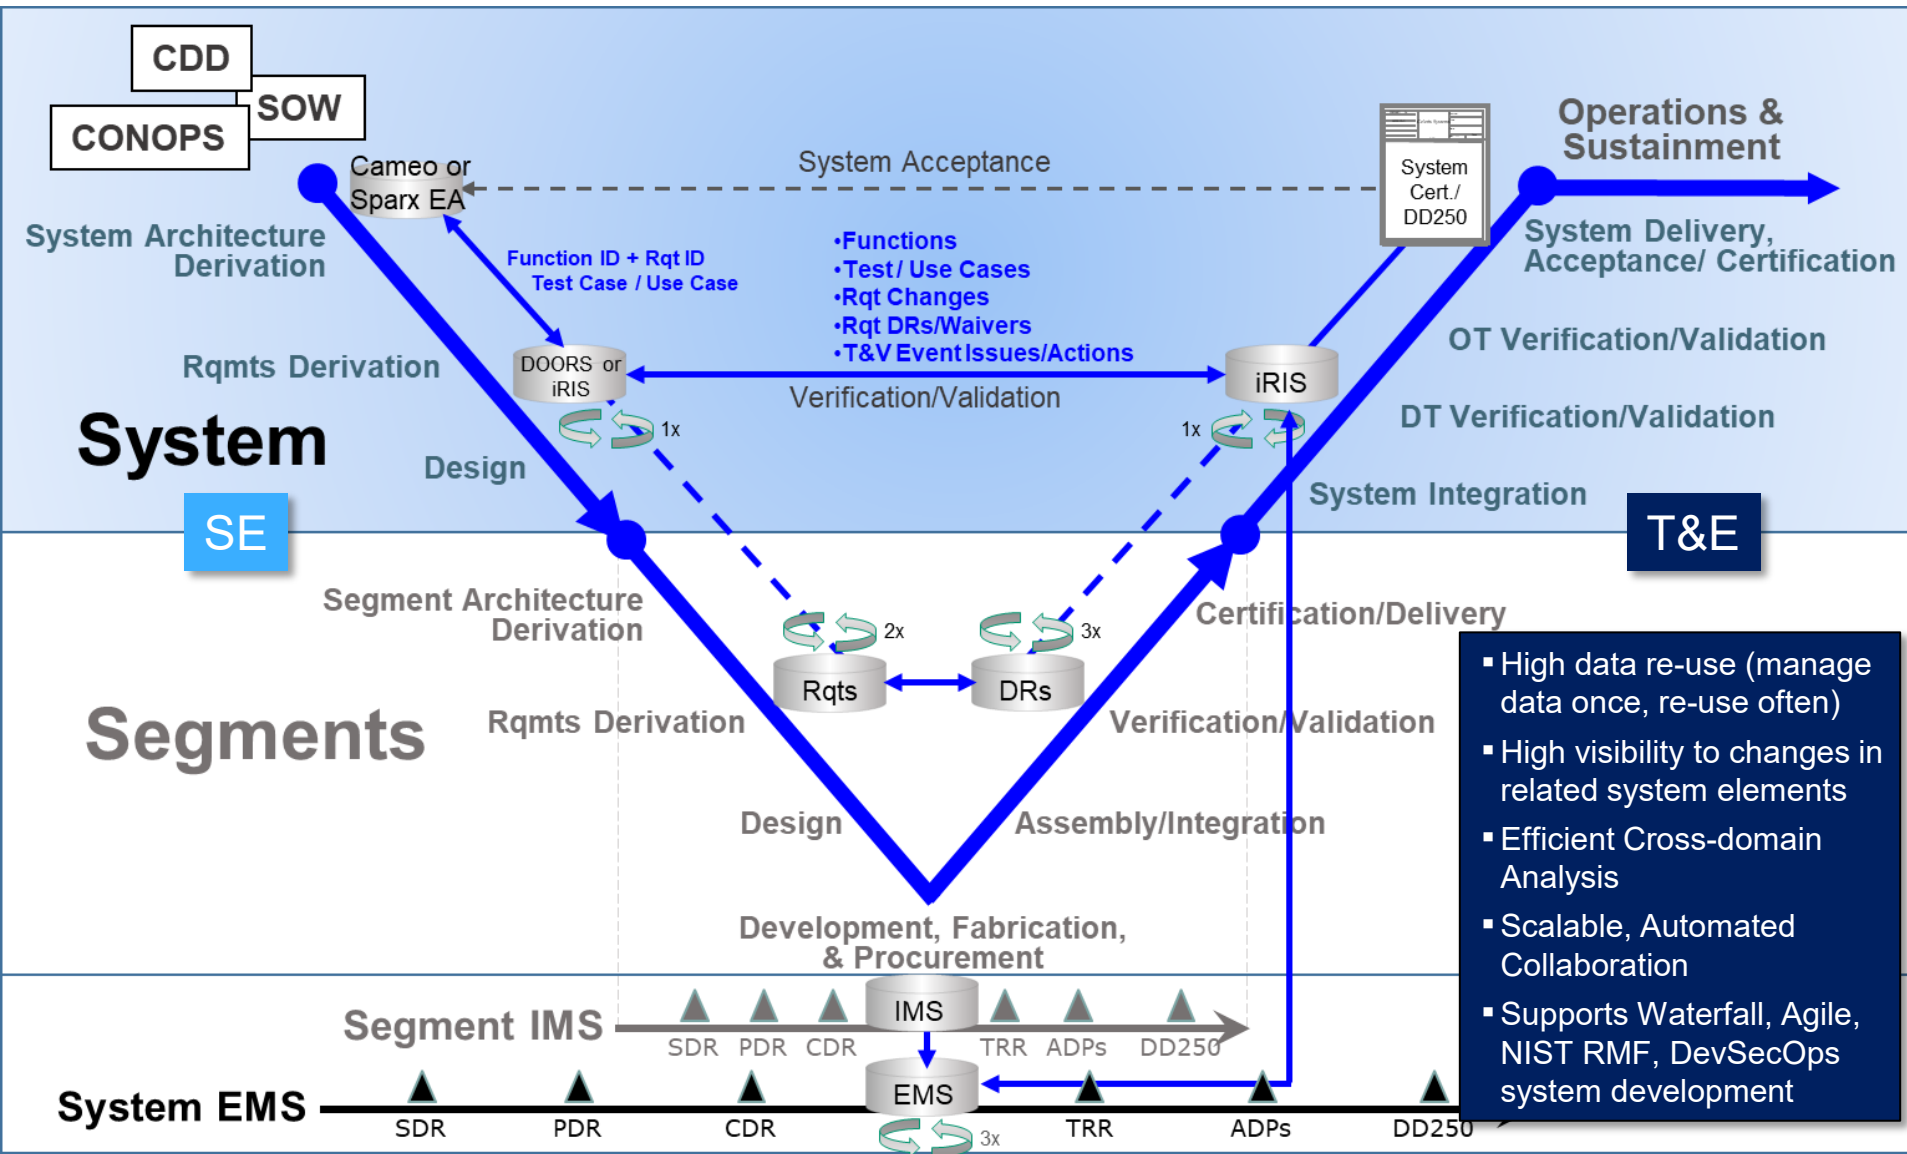 CDD
SOW
CONOPS
Cameo or
Sparx EA
System Acceptance
System
Cert./
DD250
Operations &
Sustainment
System Architecture
Derivation
Function ID + Rqt ID
Test Case / Use Case
•Functions
•Test / Use Cases
•Rqt Changes
•Rqt DRs/Waivers
•T&V Event Issues/Actions
System Delivery,
Acceptance/ Certification
OT Verification/Validation
Rqmts Derivation
DOORS or
iRIS
Verification/Validation
iRIS
1x
1x
DT Verification/Validation
System
Design
System Integration
SE
T&E
Segment Architecture
Derivation
2x
3x
Certification/Delivery
Rqts
DRs
Segments
Rqmts Derivation
Verification/Validation
Design
Assembly/Integration
Development, Fabrication,
& Procurement
▪ High data re-use (manage
data once, re-use often)
▪ High visibility to changes in
related system elements
▪ Efficient Cross-domain
Analysis
▪ Scalable, Automated
Collaboration
▪ Supports Waterfall, Agile,
NIST RMF, DevSecOps
system development
Segment IMS
IMS
SDR PDR CDR TRR ADPs DD250
System EMS
EMS
SDR PDR CDR TRR ADPs DD250
3x